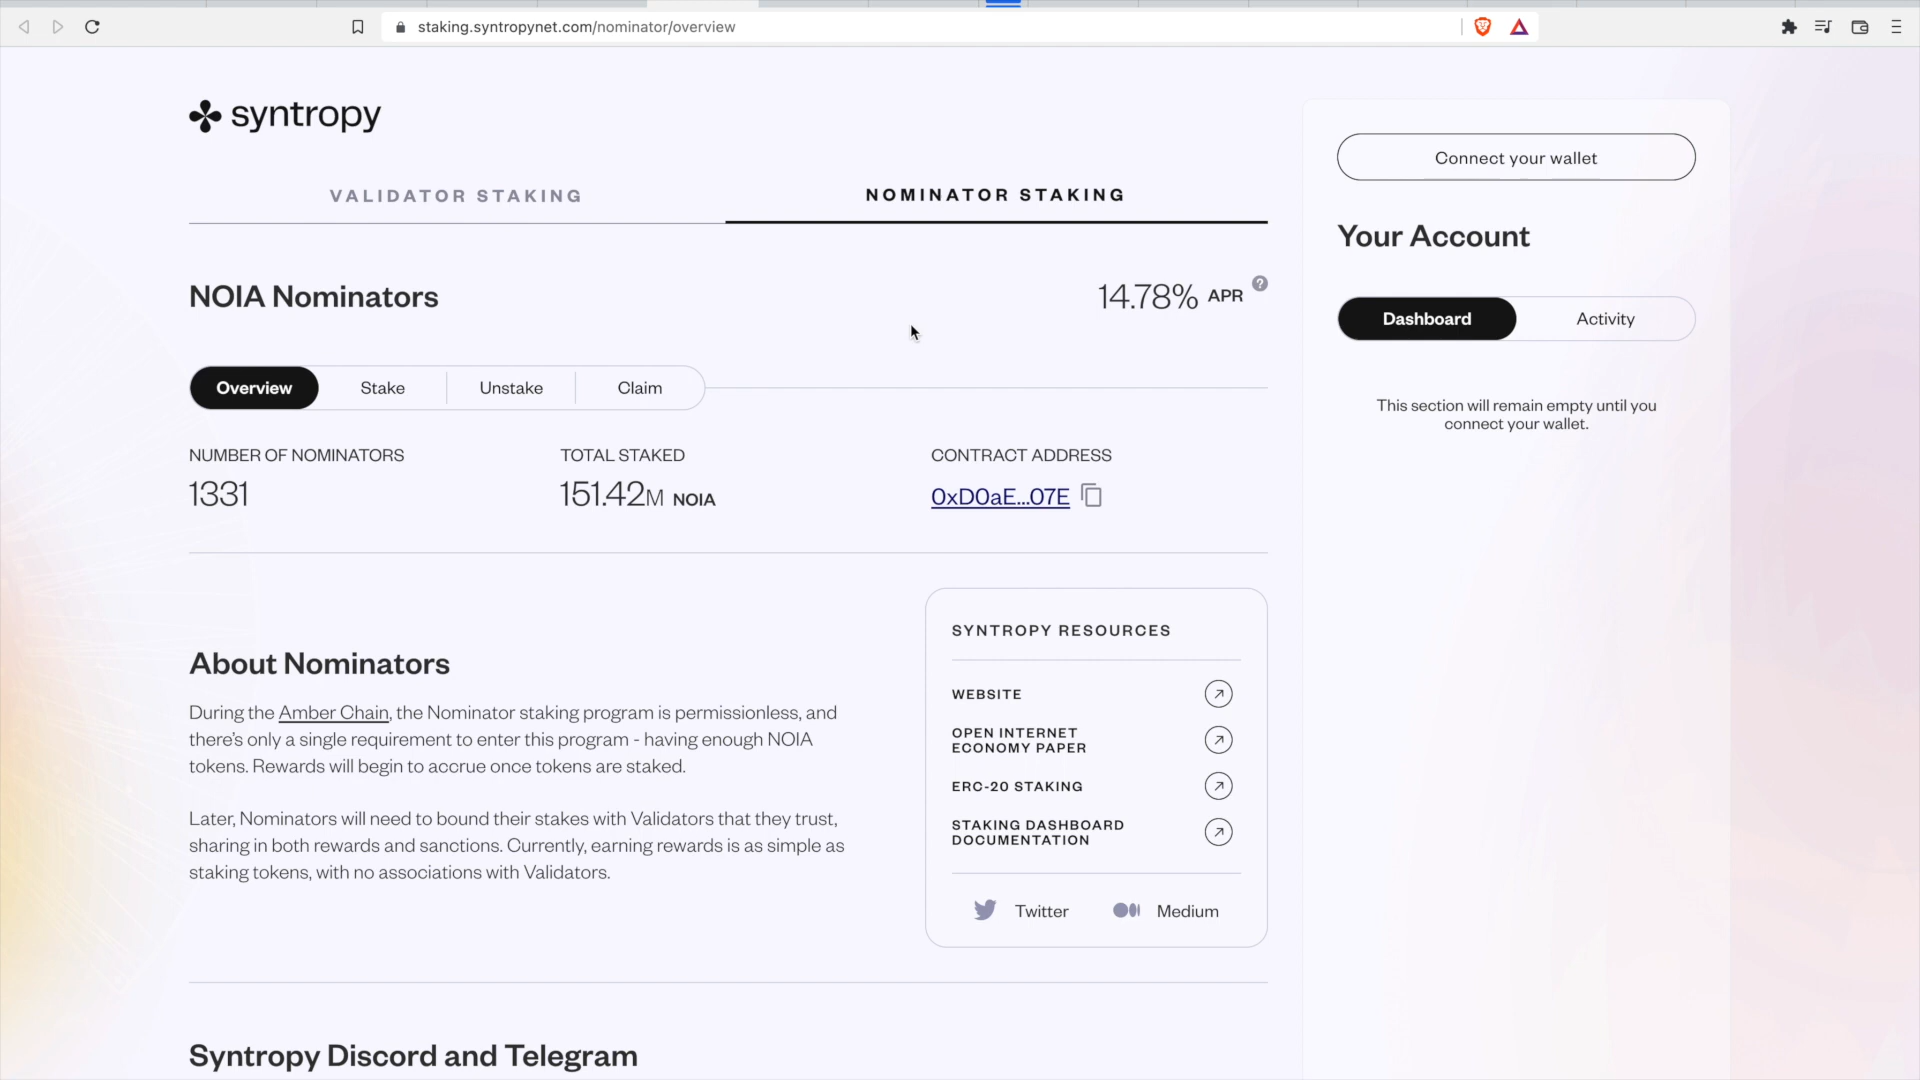 staking.syntropynet.com/nominator/overview
syntropy
VALIDATOR STAKING
NOMINATOR STAKING
NOIA Nominators
14.78% APR ?
Overview
Stake
Unstake
Claim
NUMBER OF NOMINATORS
1331
TOTAL STAKED
151.42M NOIA
CONTRACT ADDRESS
0xD0aE...07E
About Nominators
During the Amber Chain, the Nominator staking program is permissionless, and
there's only a single requirement to enter this program - having enough NOIA
tokens. Rewards will begin to accrue once tokens are staked.
Later, Nominators will need to bound their stakes with Validators that they trust,
sharing in both rewards and sanctions. Currently, earning rewards is as simple as
staking tokens, with no associations with Validators.
SYNTROPY RESOURCES
WEBSITE
OPEN INTERNET
ECONOMY PAPER
ERC-20 STAKING
STAKING DASHBOARD
DOCUMENTATION
Twitter
Medium
Syntropy Discord and Telegram
Connect your wallet
Your Account
Dashboard
Activity
This section will remain empty until you
connect your wallet.